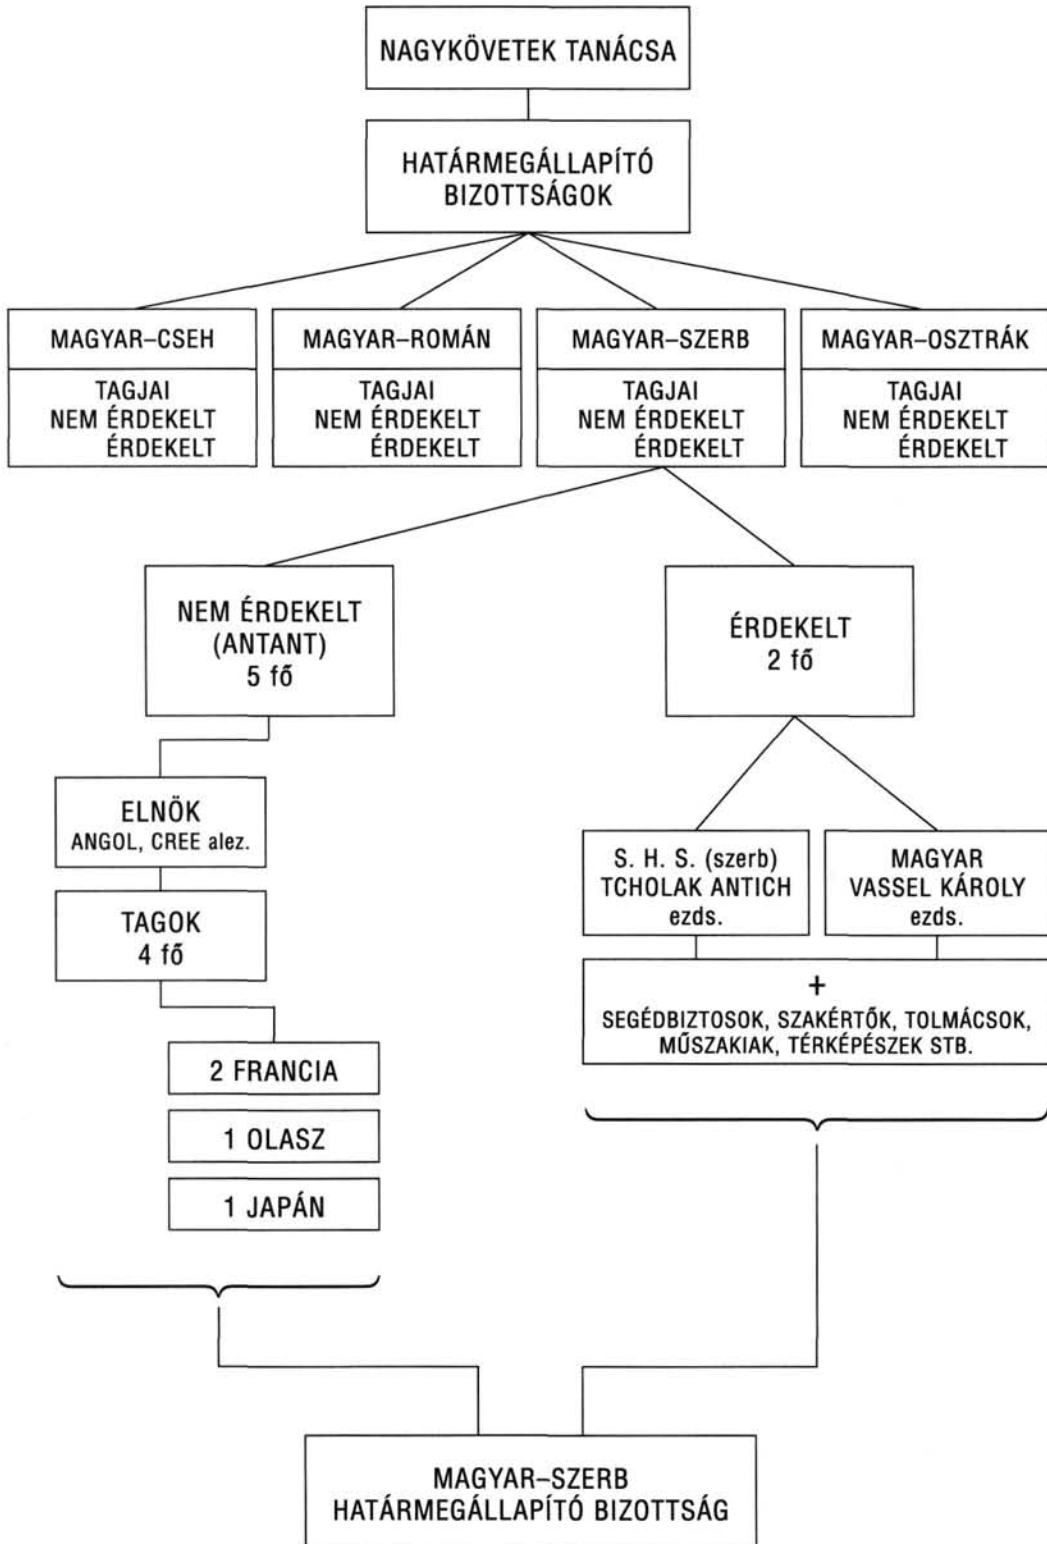 NAGYKÖVETEK TANÁCSA
HATÁRMEGÁLLAPÍTÓ
BIZOTTSÁGOK
MAGYAR–CSEH
TAGJAI
NEM ÉRDEKELT
ÉRDEKELT
MAGYAR–ROMÁN
TAGJAI
NEM ÉRDEKELT
ÉRDEKELT
MAGYAR–SZERB
TAGJAI
NEM ÉRDEKELT
ÉRDEKELT
MAGYAR–OSZTRÁK
TAGJAI
NEM ÉRDEKELT
ÉRDEKELT
NEM ÉRDEKELT
(ANTANT)
5 fő
ELNÖK
ANGOL, CREE alez.
TAGOK
4 fő
2 FRANCIA
1 OLASZ
1 JAPÁN
ÉRDEKELT
2 fő
S. H. S. (szerb)
TCHOLAK ANTICH
ezds.
MAGYAR
VASSEL KÁROLY
ezds.
+
SEGÉDBIZTOSOK, SZAKÉRTŐK, TOLMÁCSOK,
MŰSZAKIAK, TÉRKÉPÉSZEK STB.
MAGYAR–SZERB
HATÁRMEGÁLLAPÍTÓ BIZOTTSÁG